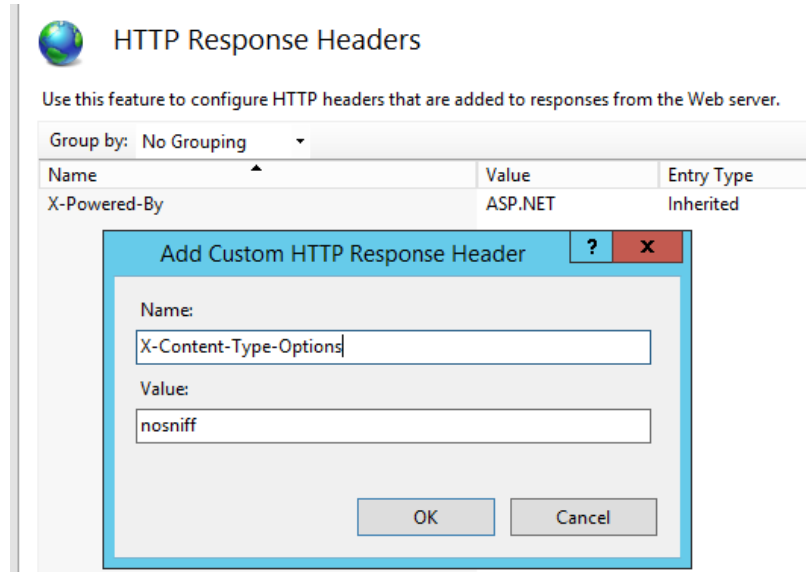 HTTP Response Headers
Use this feature to configure HTTP headers that are added to responses from the Web server.
Group by: No Grouping
Name Value Entry Type
X-Powered-By ASP.NET Inherited
Add Custom HTTP Response Header ? x
Name:
X-Content-Type-Options
Value:
nosniff
OK Cancel